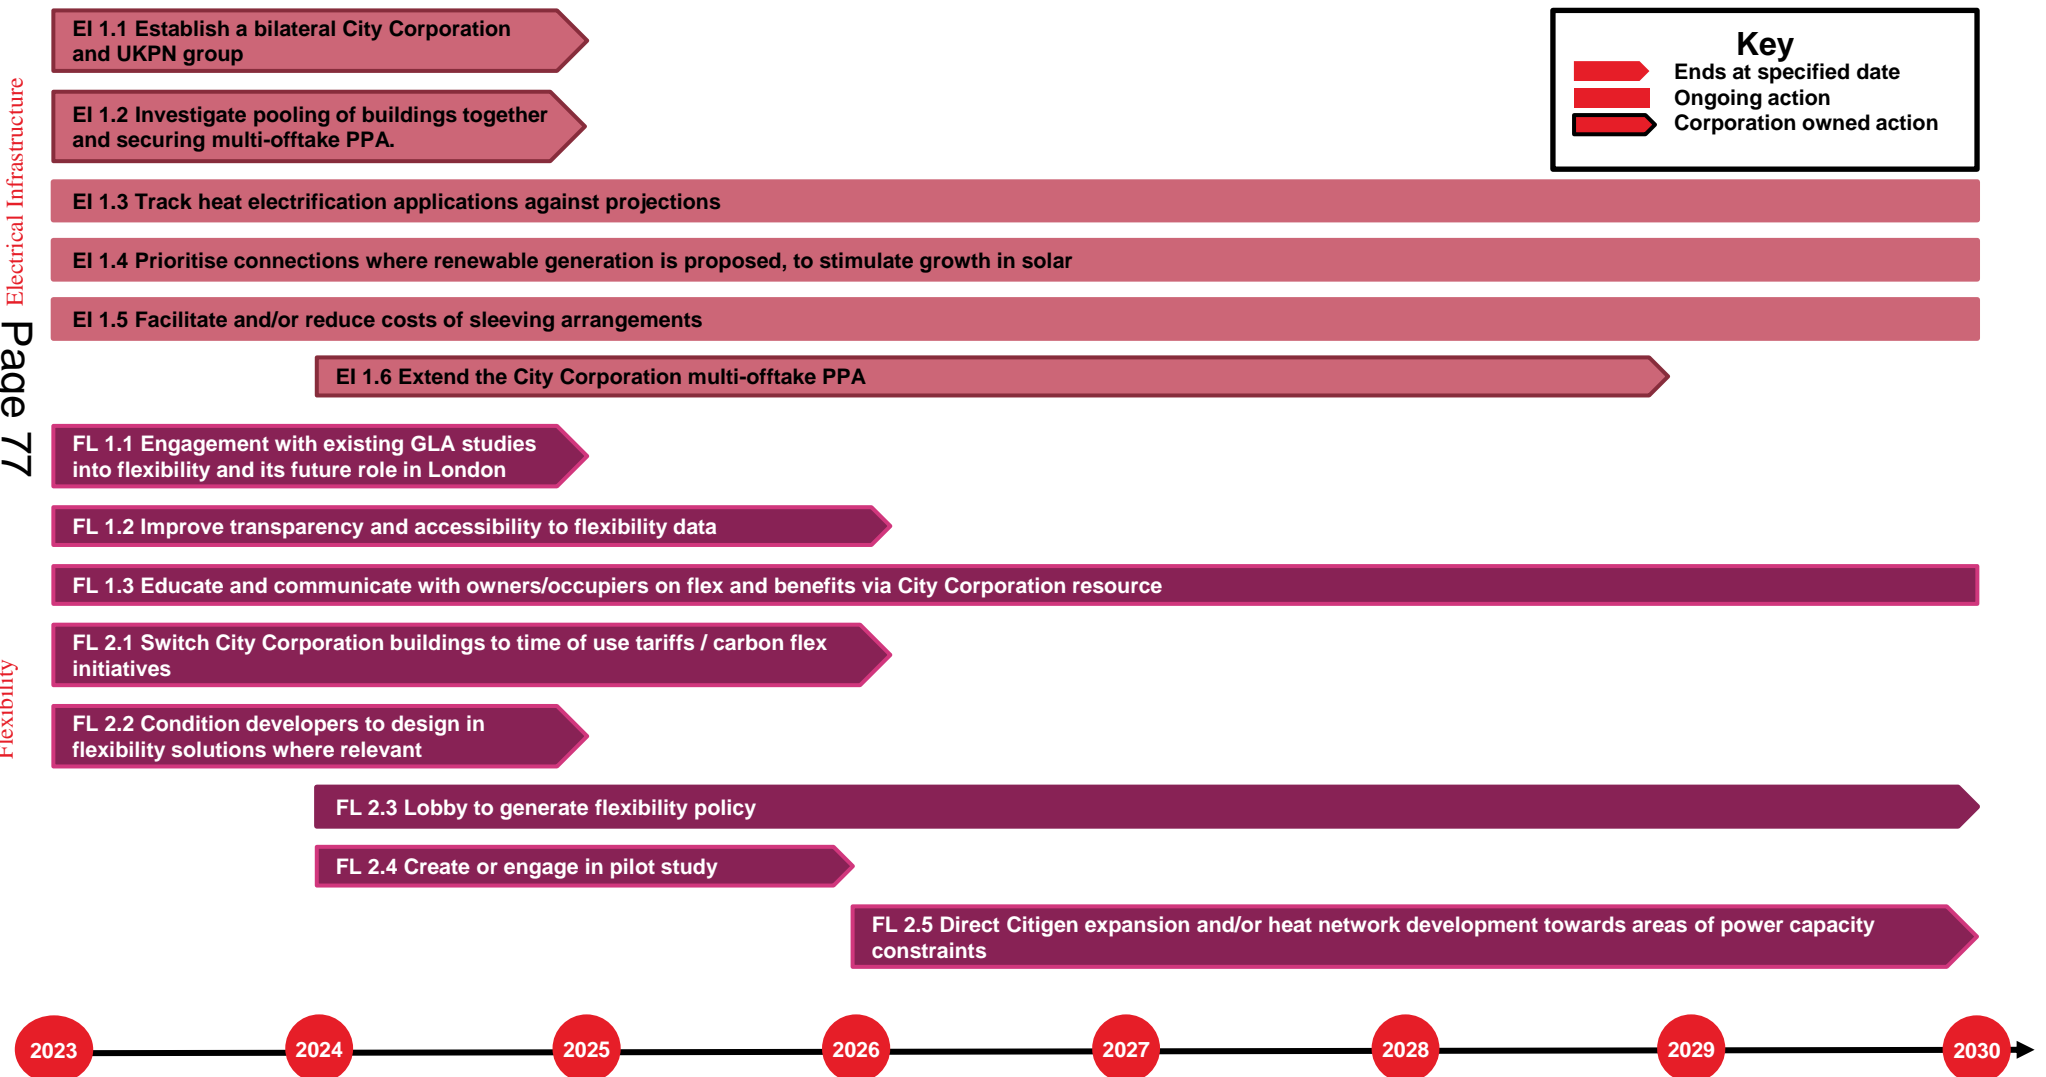 EI 1.1 Establish a bilateral City Corporation
and UKPN group
EI 1.2 Investigate pooling of buildings together
and securing multi-offtake PPA.
EI 1.3 Track heat electrification applications against projections
EI 1.4 Prioritise connections where renewable generation is proposed, to stimulate growth in solar
EI 1.5 Facilitate and/or reduce costs of sleeving arrangements
EI 1.6 Extend the City Corporation multi-offtake PPA
Key
Ends at specified date
Ongoing action
Corporation owned action
Electrical Infrastructure
Page 77
FL 1.1 Engagement with existing GLA studies
into flexibility and its future role in London
FL 1.2 Improve transparency and accessibility to flexibility data
FL 1.3 Educate and communicate with owners/occupiers on flex and benefits via City Corporation resource
FL 2.1 Switch City Corporation buildings to time of use tariffs / carbon flex
initiatives
FL 2.2 Condition developers to design in
flexibility solutions where relevant
FL 2.3 Lobby to generate flexibility policy
FL 2.4 Create or engage in pilot study
FL 2.5 Direct Citigen expansion and/or heat network development towards areas of power capacity
constraints
Flexibility
2023 2024 2025 2026 2027 2028 2029 2030